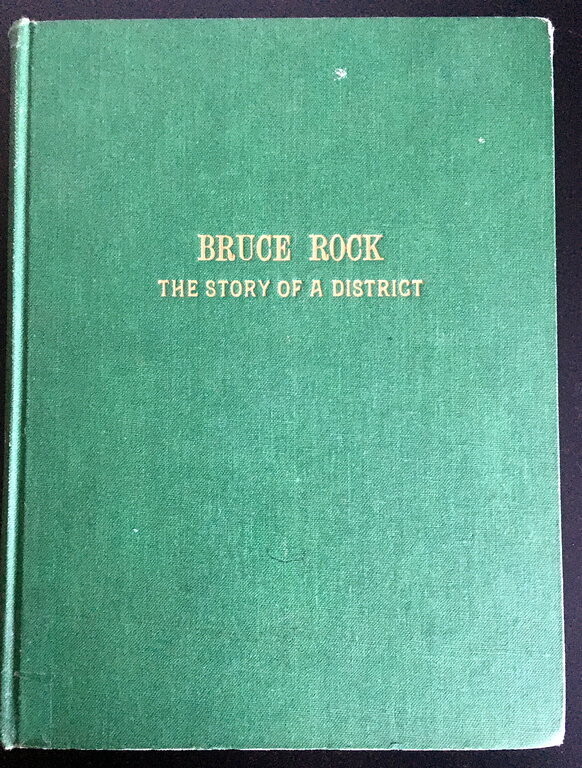 BRUCE ROCK
THE STORY OF A DISTRICT